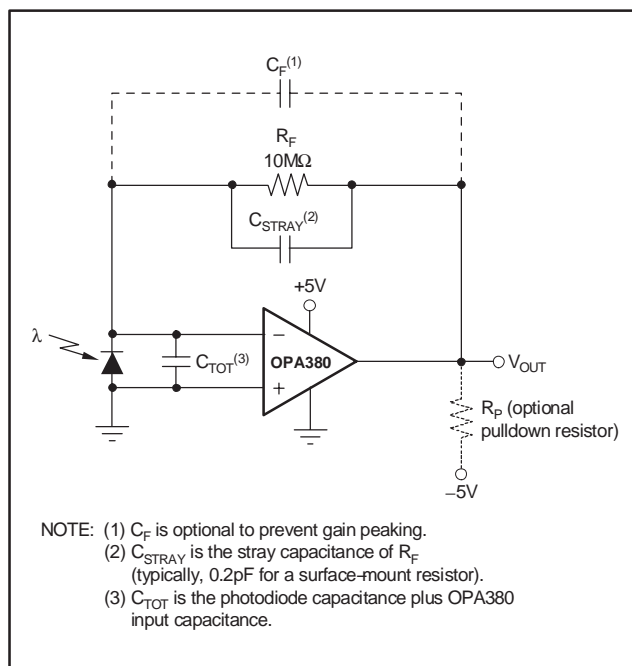 C_F(1)
R_F
10MΩ
C_STRAY(2)
+5V
λ
C_TOT(3)
−
OPA380
+
V_OUT
R_P (optional
pulldown resistor)
−5V
NOTE: (1) C_F is optional to prevent gain peaking.
(2) C_STRAY is the stray capacitance of R_F
(typically, 0.2pF for a surface-mount resistor).
(3) C_TOT is the photodiode capacitance plus OPA380
input capacitance.